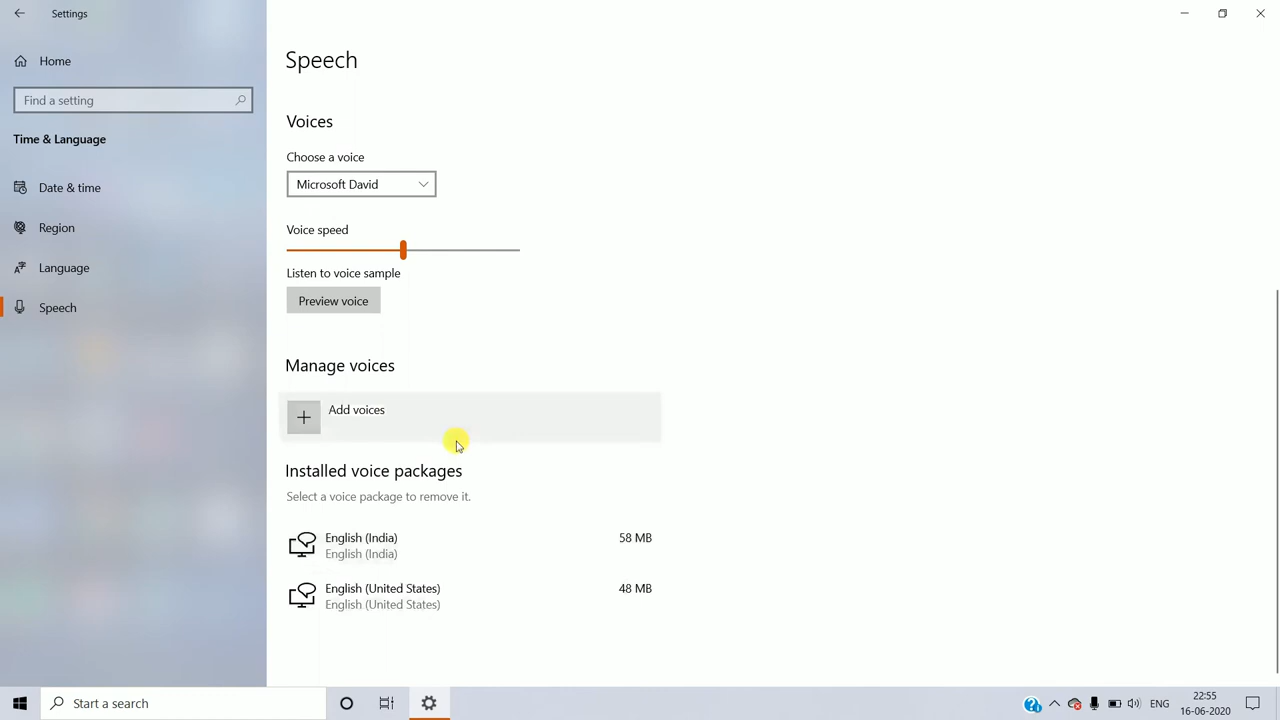 Settings
Home
Find a setting
Time & Language
Date & time
Region
Language
Speech
Speech
Voices
Choose a voice
Microsoft David
Voice speed
Listen to voice sample
Preview voice
Manage voices
Add voices
Installed voice packages
Select a voice package to remove it.
English (India) 58 MB
English (India)
English (United States) 48 MB
English (United States)
Start a search
ENG
22:55
16-06-2020